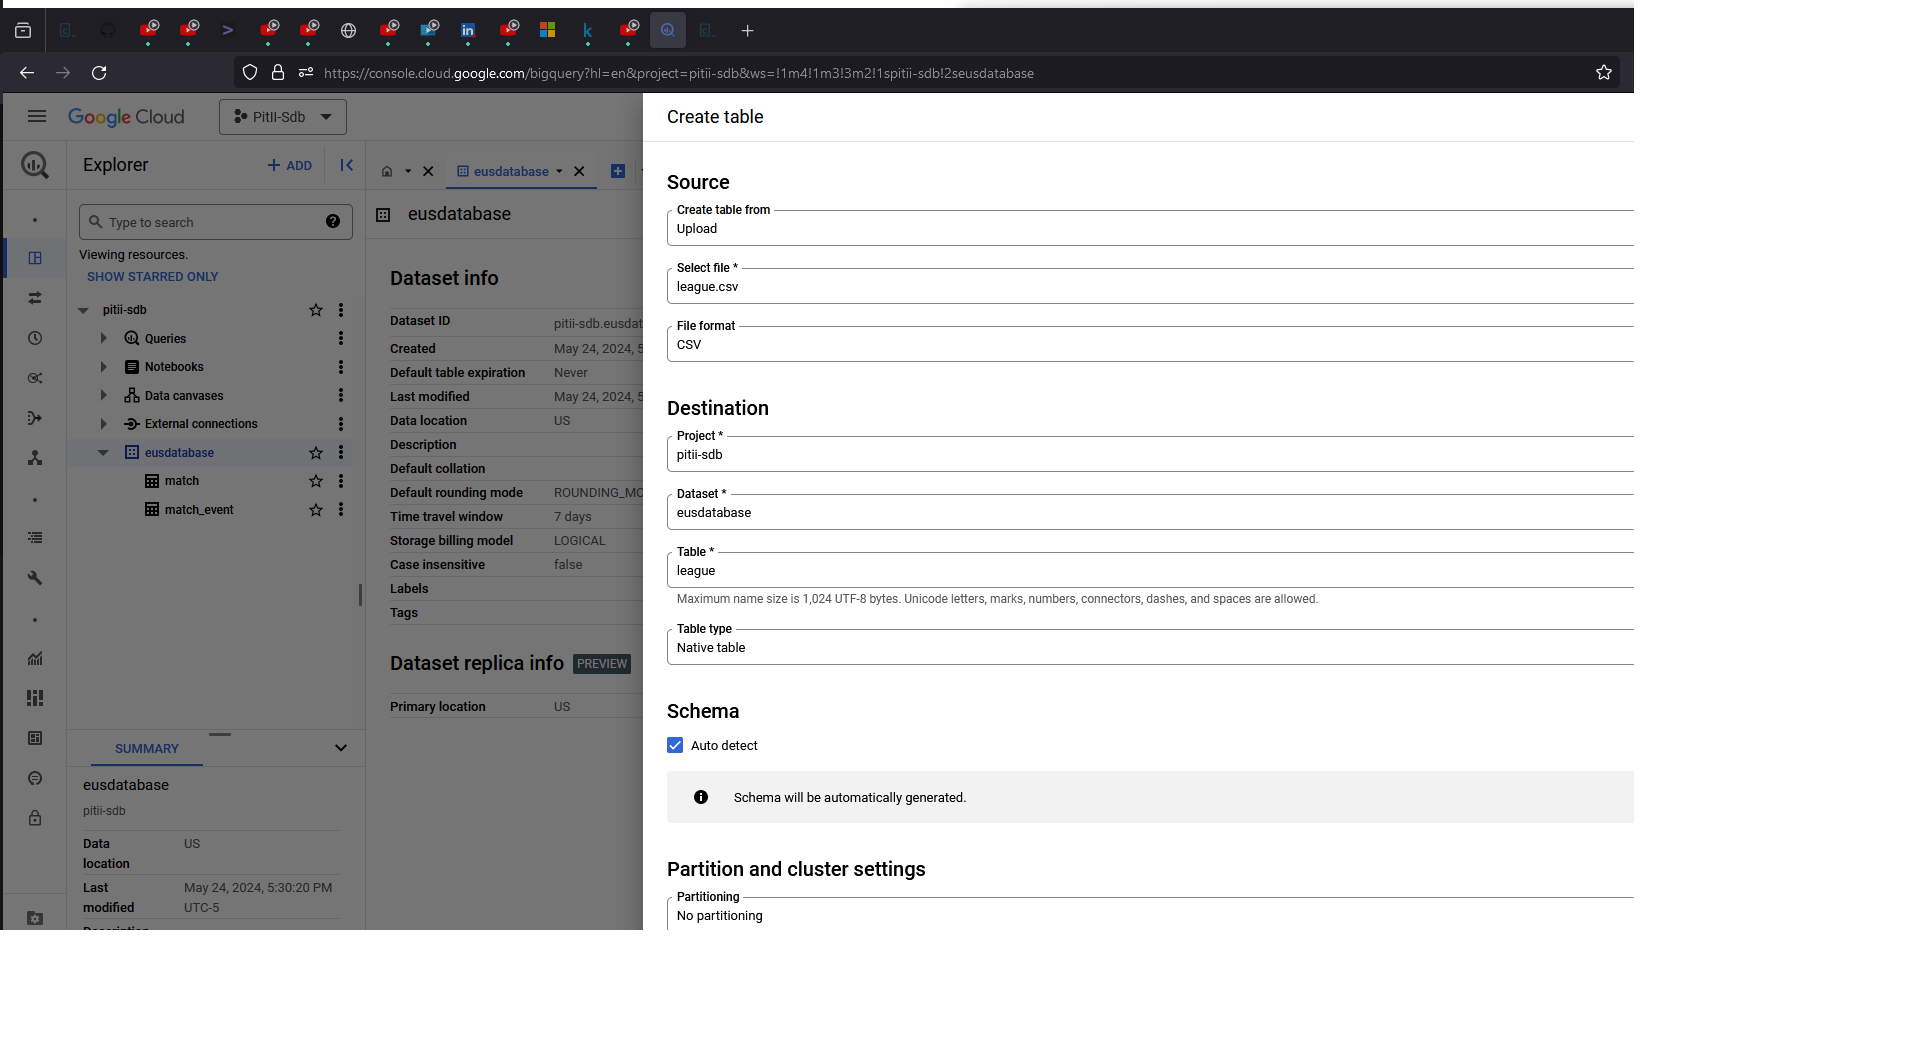 https://console.cloud.google.com/bigquery?hl=en&project=pitii-sdb&ws=!1m4!1m3!3m2!1spitii-sdb!2seusdatabase
Google Cloud
PitII-Sdb
Create table
Explorer
ADD
eusdatabase
Type to search
Viewing resources.
SHOW STARRED ONLY
pitii-sdb
Queries
Notebooks
Data canvases
External connections
eusdatabase
match
match_event
SUMMARY
eusdatabase
pitii-sdb
Data location
US
Last modified
May 24, 2024, 5:30:20 PM UTC-5
Description
eusdatabase
Dataset info
Dataset ID pitii-sdb.eusdat
Created May 24, 2024, 5
Default table expiration Never
Last modified May 24, 2024, 5
Data location US
Description
Default collation
Default rounding mode ROUNDING_MO
Time travel window 7 days
Storage billing model LOGICAL
Case insensitive false
Labels
Tags
Dataset replica info PREVIEW
Primary location US
Source
Create table from
Upload
Select file *
league.csv
File format
CSV
Destination
Project *
pitii-sdb
Dataset *
eusdatabase
Table *
league
Maximum name size is 1,024 UTF-8 bytes. Unicode letters, marks, numbers, connectors, dashes, and spaces are allowed.
Table type
Native table
Schema
Auto detect
Schema will be automatically generated.
Partition and cluster settings
Partitioning
No partitioning